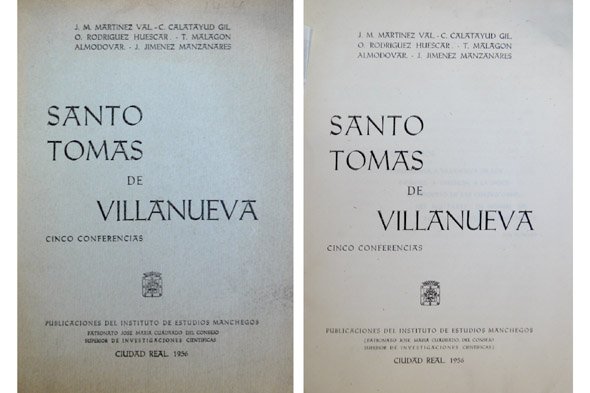 J. M. MARTINEZ VAL.-C. CALATAYUD GIL.
O. RODRIGUEZ HUESCAR. - T. MALAGON
ALMODOVAR. - J. JIMENEZ MANZANARES
SANTO
TOMAS
DE
VILLANUEVA
CINCO CONFERENCIAS
PUBLICACIONES DEL INSTITUTO DE ESTUDIOS MANCHEGOS
PATRONATO JOSE MARIA CUADRADO, DEL CONSEJO
SUPERIOR DE INVESTIGACIONES CIENTIFICAS
CIUDAD REAL. 1956
J. M. MARTINEZ VAL.-C. CALATAYUD GIL.
O. RODRIGUEZ HUESCAR. - T. MALAGON
ALMODOVAR. - J. JIMENEZ MANZANARES
SANTO
TOMAS
DE
VILLANUEVA
CINCO CONFERENCIAS
PUBLICACIONES DEL INSTITUTO DE ESTUDIOS MANCHEGOS
(PATRONATO JOSE MARIA CUADRADO, DEL CONSEJO
SUPERIOR DE INVESTIGACIONES CIENTIFICAS)
CIUDAD REAL. 1956